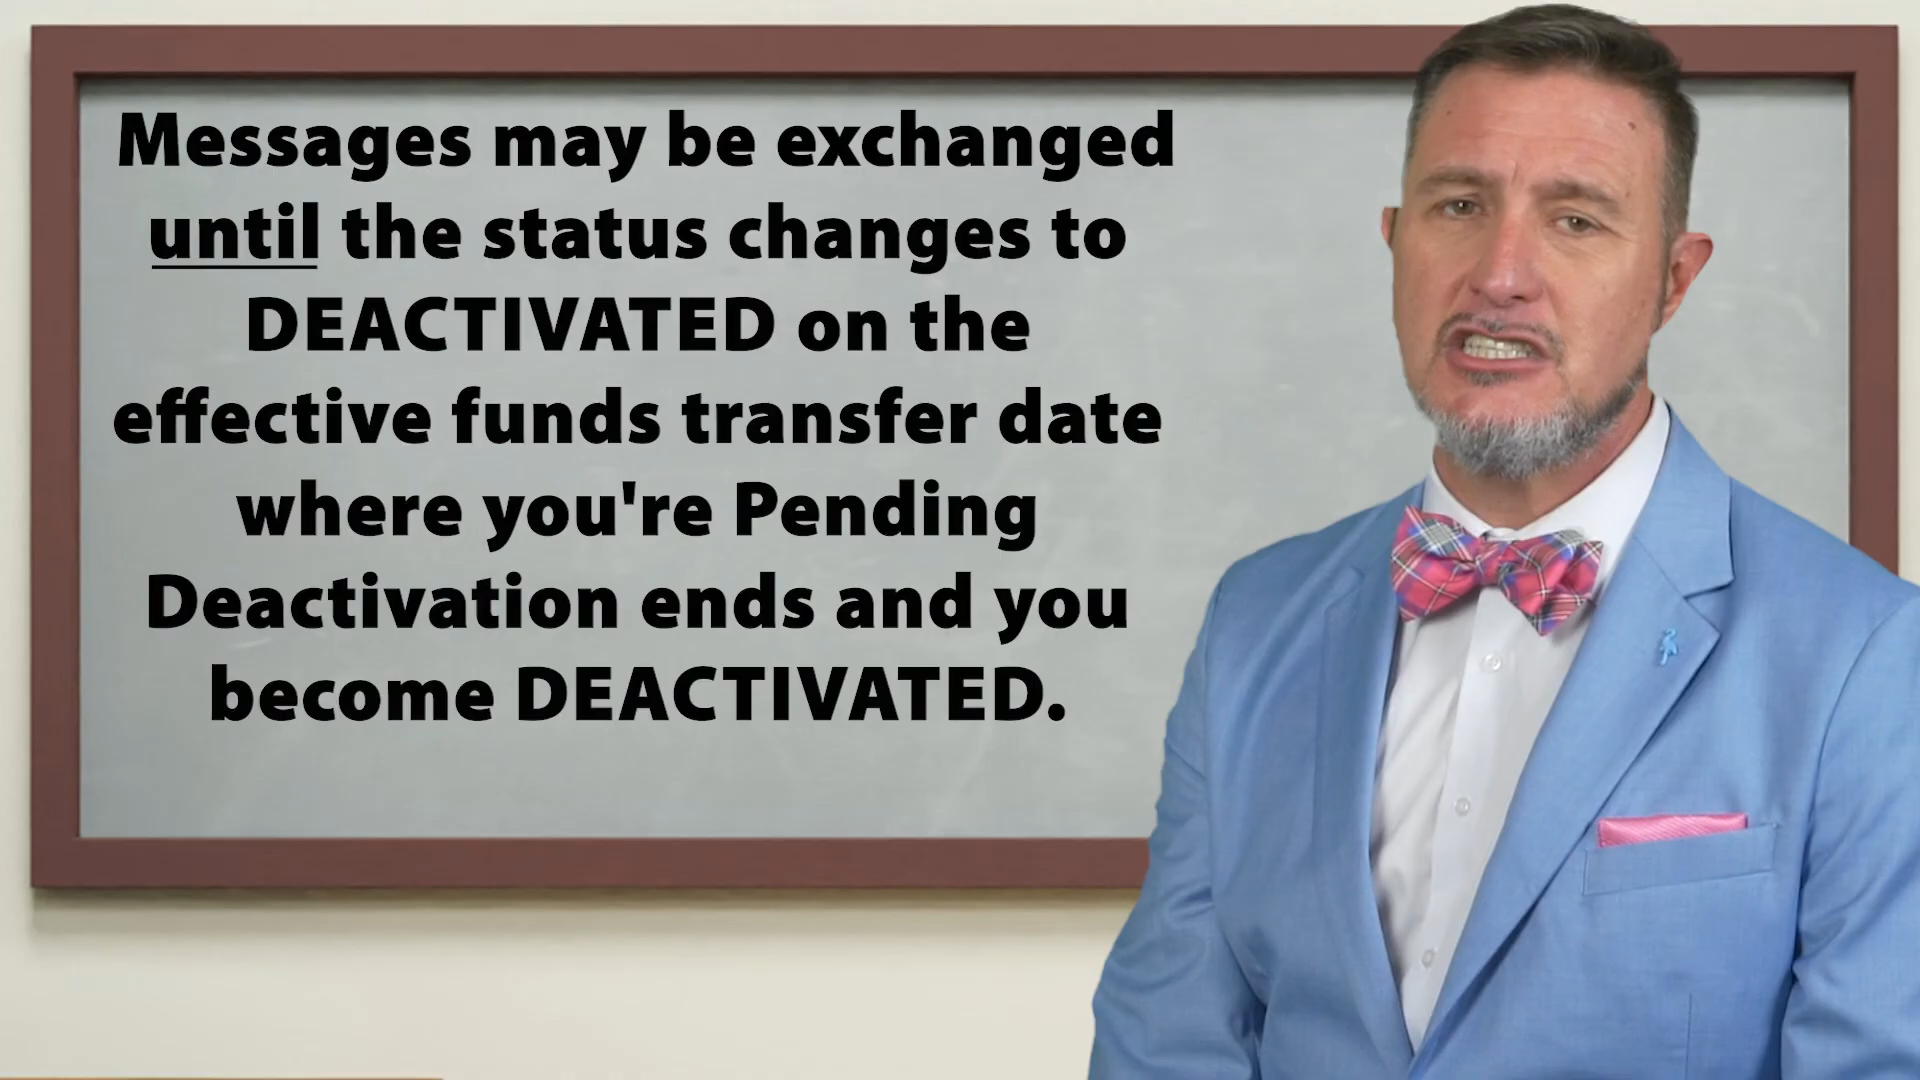 Messages may be exchanged
until the status changes to
DEACTIVATED on the
effective funds transfer date
where you're Pending
Deactivation ends and you
become DEACTIVATED.